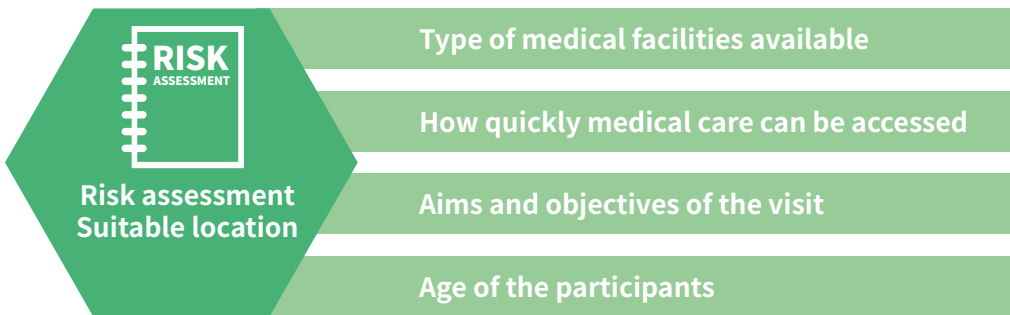 RISK
ASSESSMENT
Risk assessment
Suitable location
Type of medical facilities available
How quickly medical care can be accessed
Aims and objectives of the visit
Age of the participants